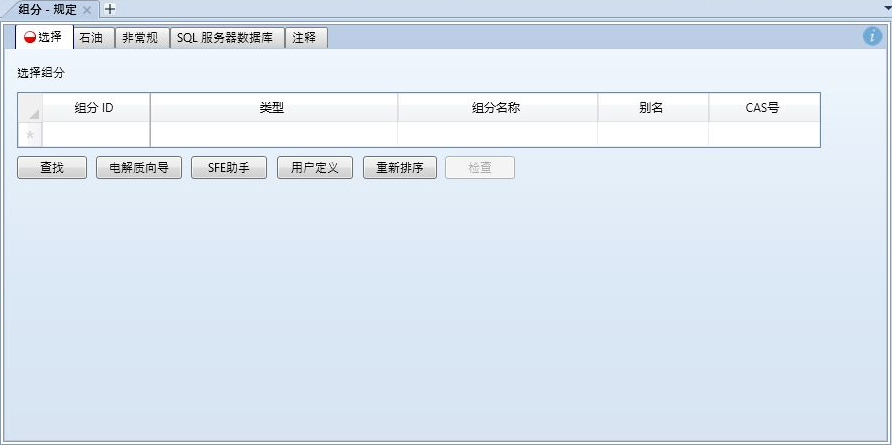 组分 - 规定
选择 石油 非常规 SQL 服务器数据库 注释
选择组分
组分 ID 类型 组分名称 别名 CAS号
查找 电解质向导 SFE助手 用户定义 重新排序 检查